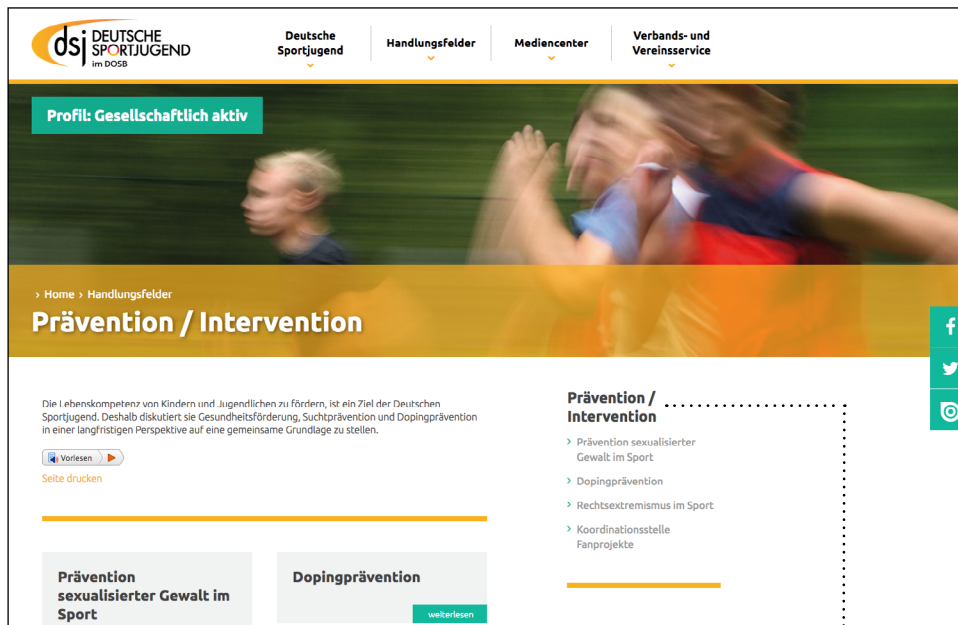 dsj DEUTSCHE
SPORTJUGEND
im DOSB
Deutsche
Sportjugend
Handlungsfelder
Mediencenter
Verbands- und
Vereinsservice
Profil: Gesellschaftlich aktiv
› Home › Handlungsfelder
Prävention / Intervention
Die Lebenskompetenz von Kindern und Jugendlichen zu fördern, ist ein Ziel der Deutschen
Sportjugend. Deshalb diskutiert sie Gesundheitsförderung, Suchtprävention und Dopingprävention
in einer langfristigen Perspektive auf eine gemeinsame Grundlage zu stellen.
Vorlesen
Seite drucken
Prävention
sexualisierter Gewalt im
Sport
Dopingprävention
weiterlesen
Prävention /
Intervention
› Prävention sexualisierter
Gewalt im Sport
› Dopingprävention
› Rechtsextremismus im Sport
› Koordinationsstelle
Fanprojekte